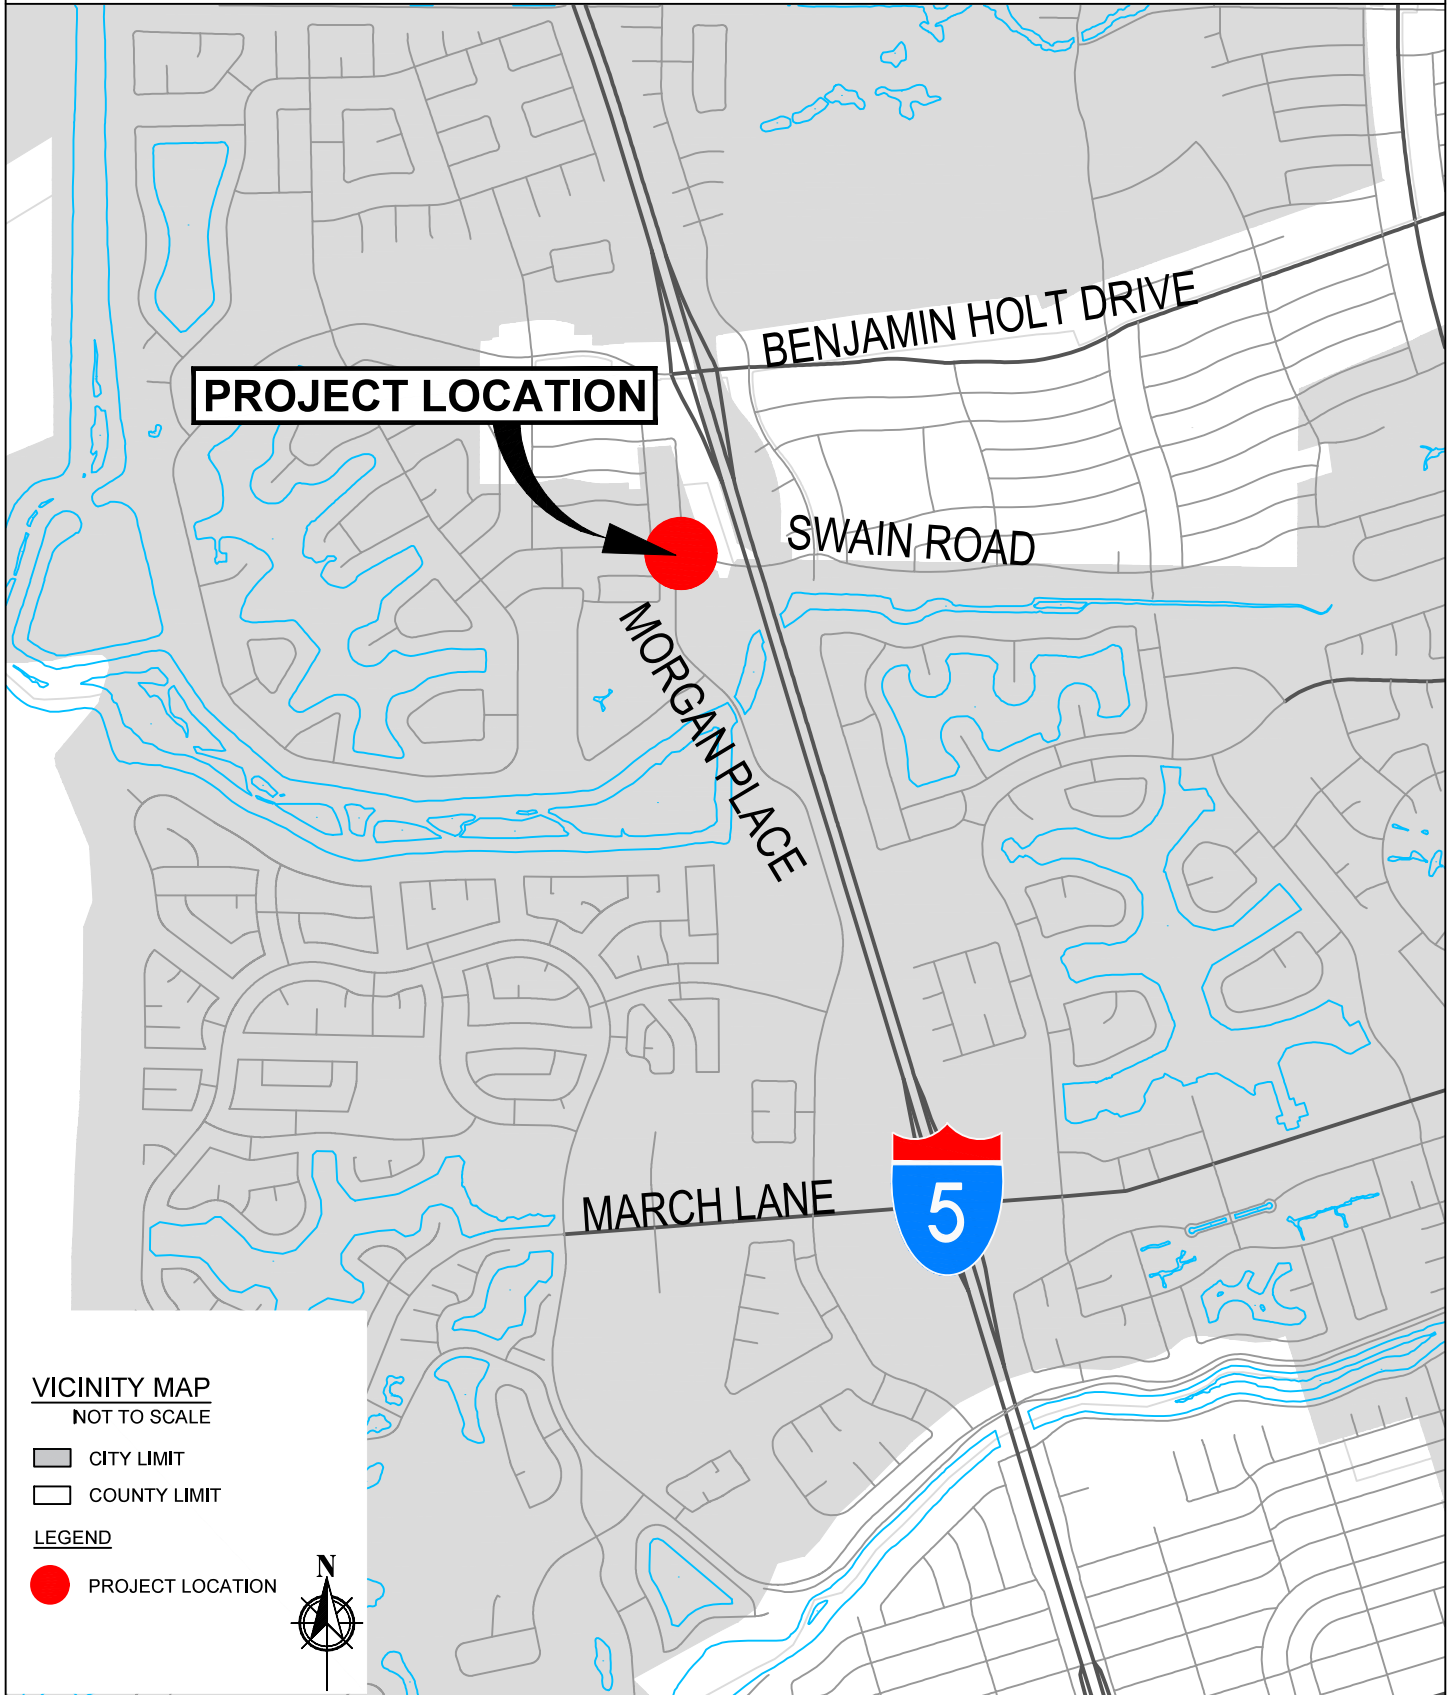 BENJAMIN HOLT DRIVE
PROJECT LOCATION
SWAIN ROAD
MORGAN PLACE
MARCH LANE
5
VICINITY MAP
NOT TO SCALE
CITY LIMIT
COUNTY LIMIT
LEGEND
PROJECT LOCATION
N